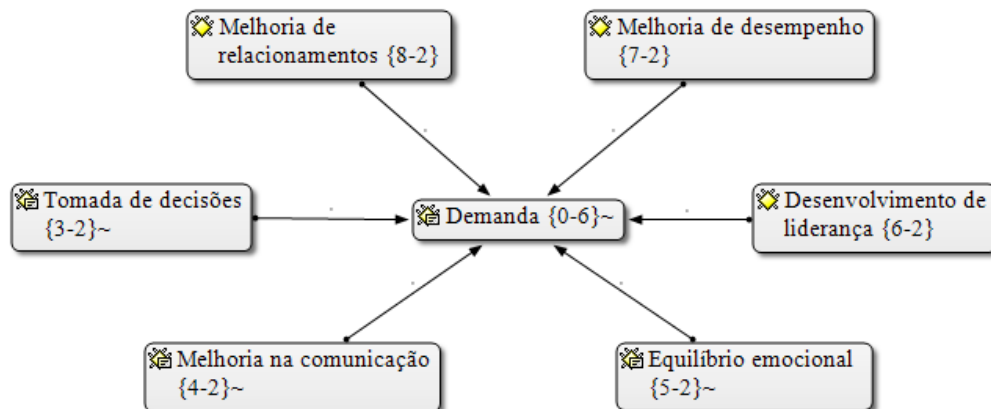 Melhoria de
relacionamentos {8-2}
Melhoria de desempenho
{7-2}
Tomada de decisões
{3-2}~
Demanda {0-6}~
Desenvolvimento de
liderança {6-2}
Melhoria na comunicação
{4-2}~
Equilíbrio emocional
{5-2}~